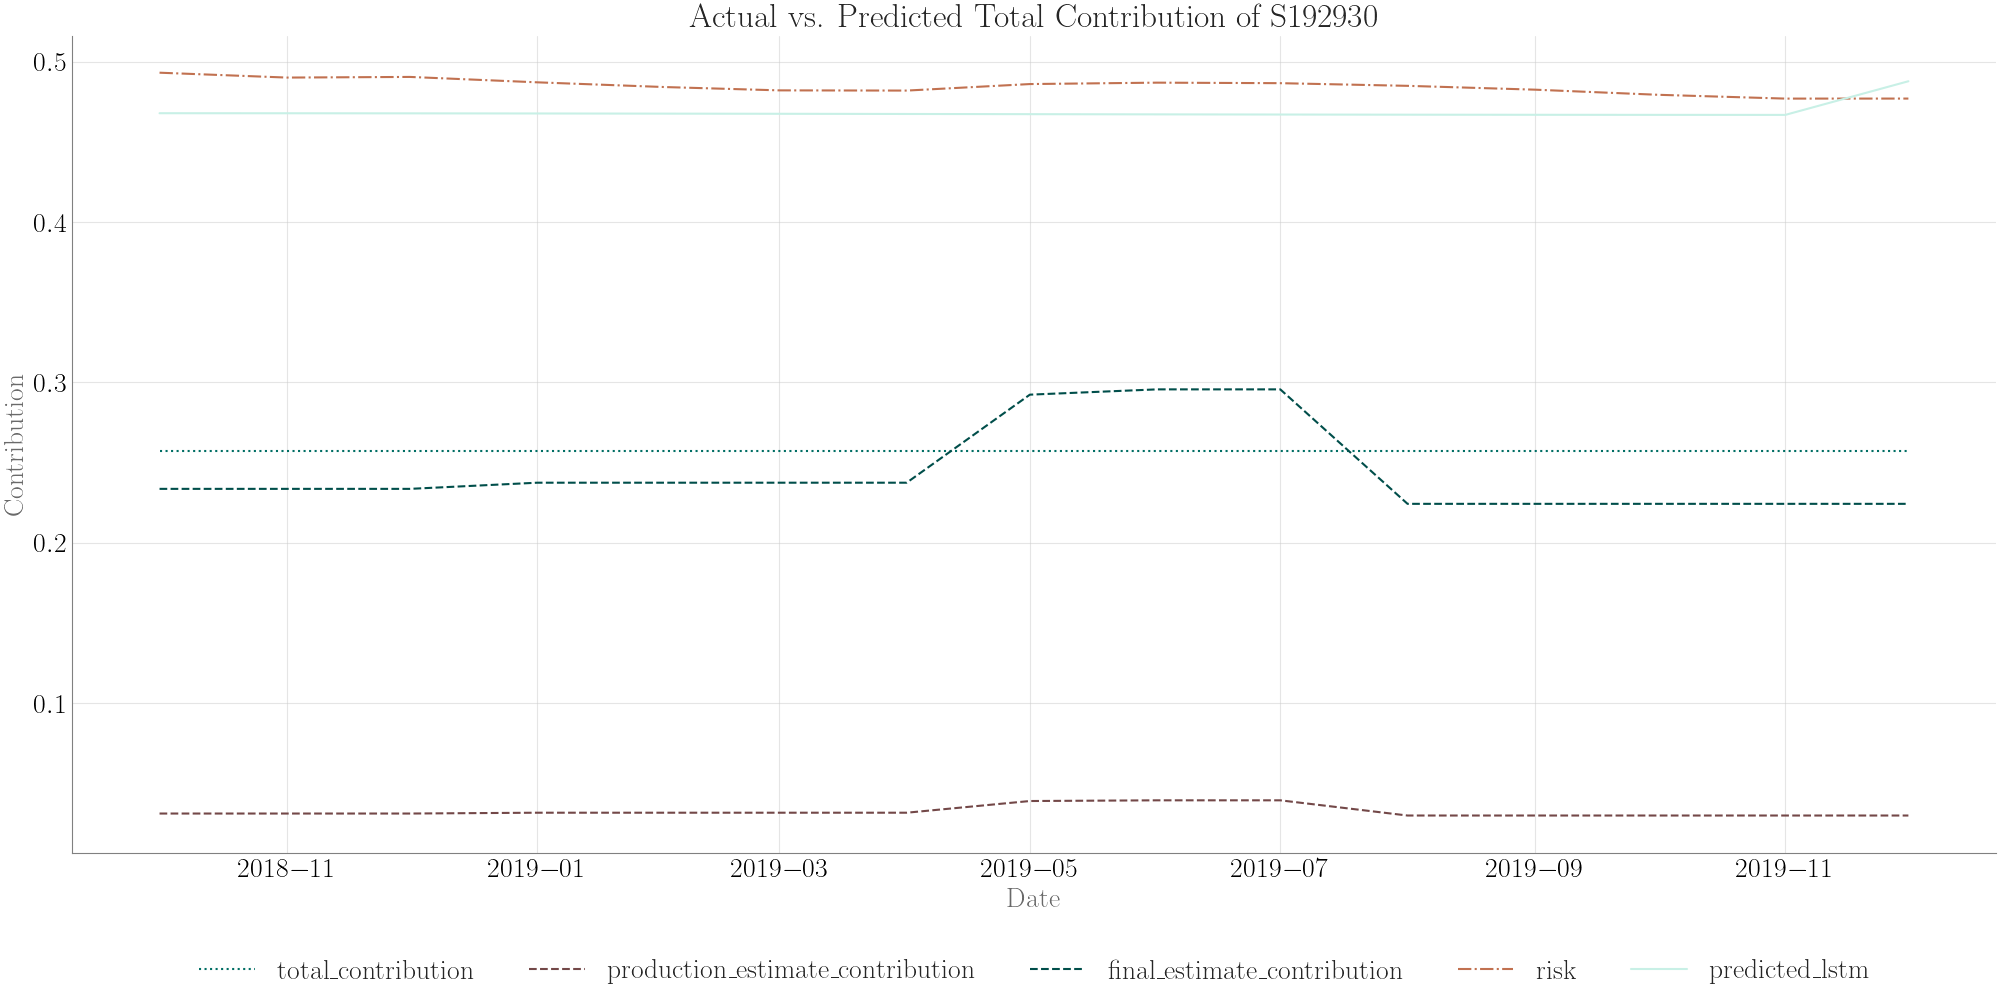 Actual vs. Predicted Total Contribution of S192930
0.5
0.4
0.3
0.2
0.1
Contribution
2018−11 2019−01 2019−03 2019−05 2019−07 2019−09 2019−11
Date
total_contribution production_estimate_contribution final_estimate_contribution risk predicted_lstm